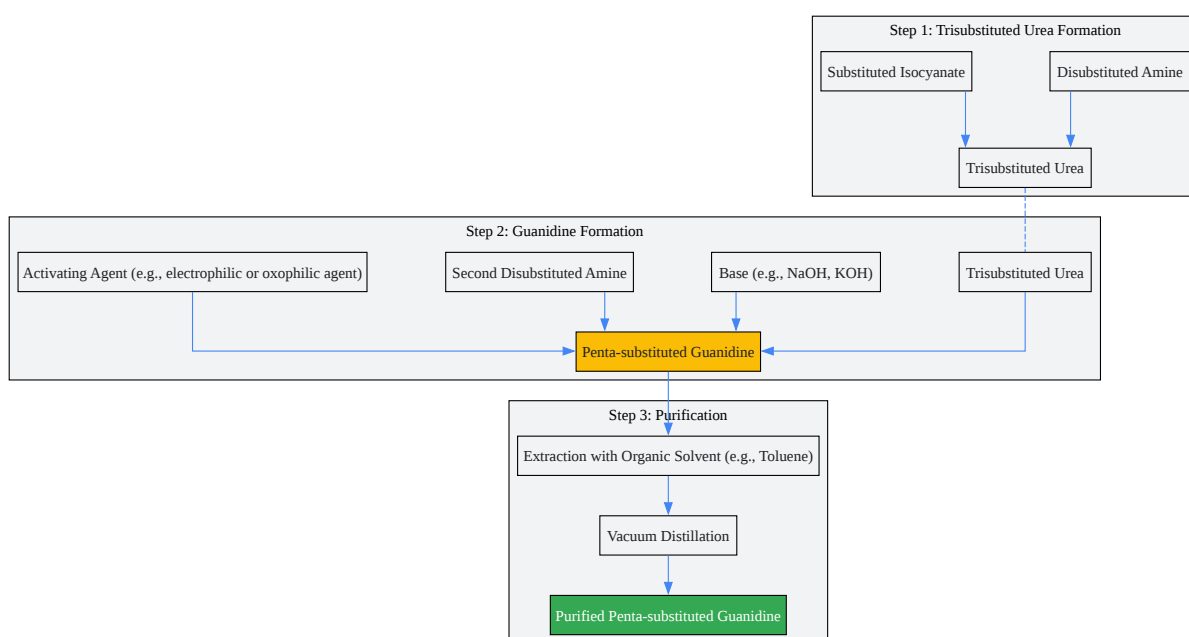 Step 1: Trisubstituted Urea Formation
Substituted Isocyanate
Disubstituted Amine
Trisubstituted Urea
Step 2: Guanidine Formation
Activating Agent (e.g., electrophilic or oxophilic agent)
Second Disubstituted Amine
Base (e.g., NaOH, KOH)
Trisubstituted Urea
Penta-substituted Guanidine
Step 3: Purification
Extraction with Organic Solvent (e.g., Toluene)
Vacuum Distillation
Purified Penta-substituted Guanidine